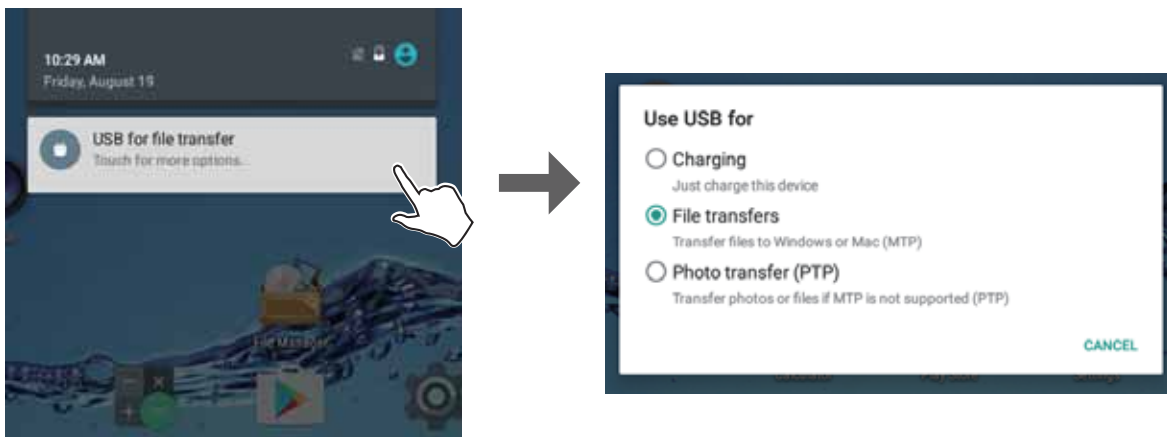 10:29 AM
Friday, August 19
USB for file transfer
Touch for more options.
File Manager
Use USB for
Charging
Just charge this device
File transfers
Transfer files to Windows or Mac (MTP)
Photo transfer (PTP)
Transfer photos or files if MTP is not supported (PTP)
CANCEL